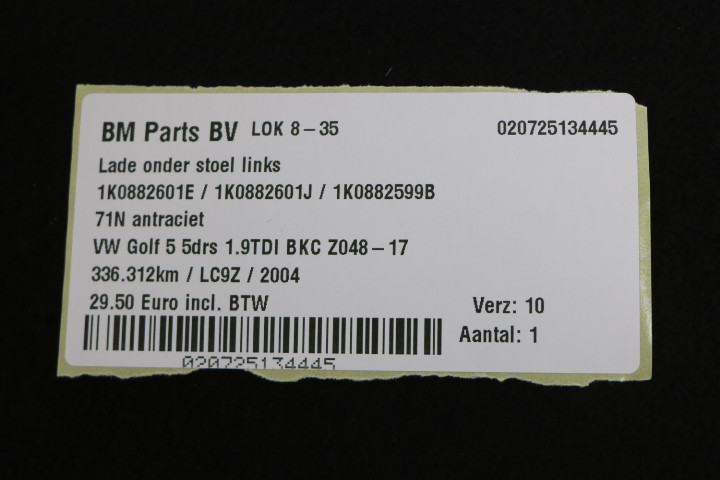 BM Parts BV LOK 8-35 020725134445
Lade onder stoel links
1K0882601E / 1K0882601J / 1K0882599B
71N antraciet
VW Golf 5 5drs 1.9TDI BKC Z048-17
336.312km / LC9Z / 2004
29.50 Euro incl. BTW Verz: 10
Aantal: 1
020725134445